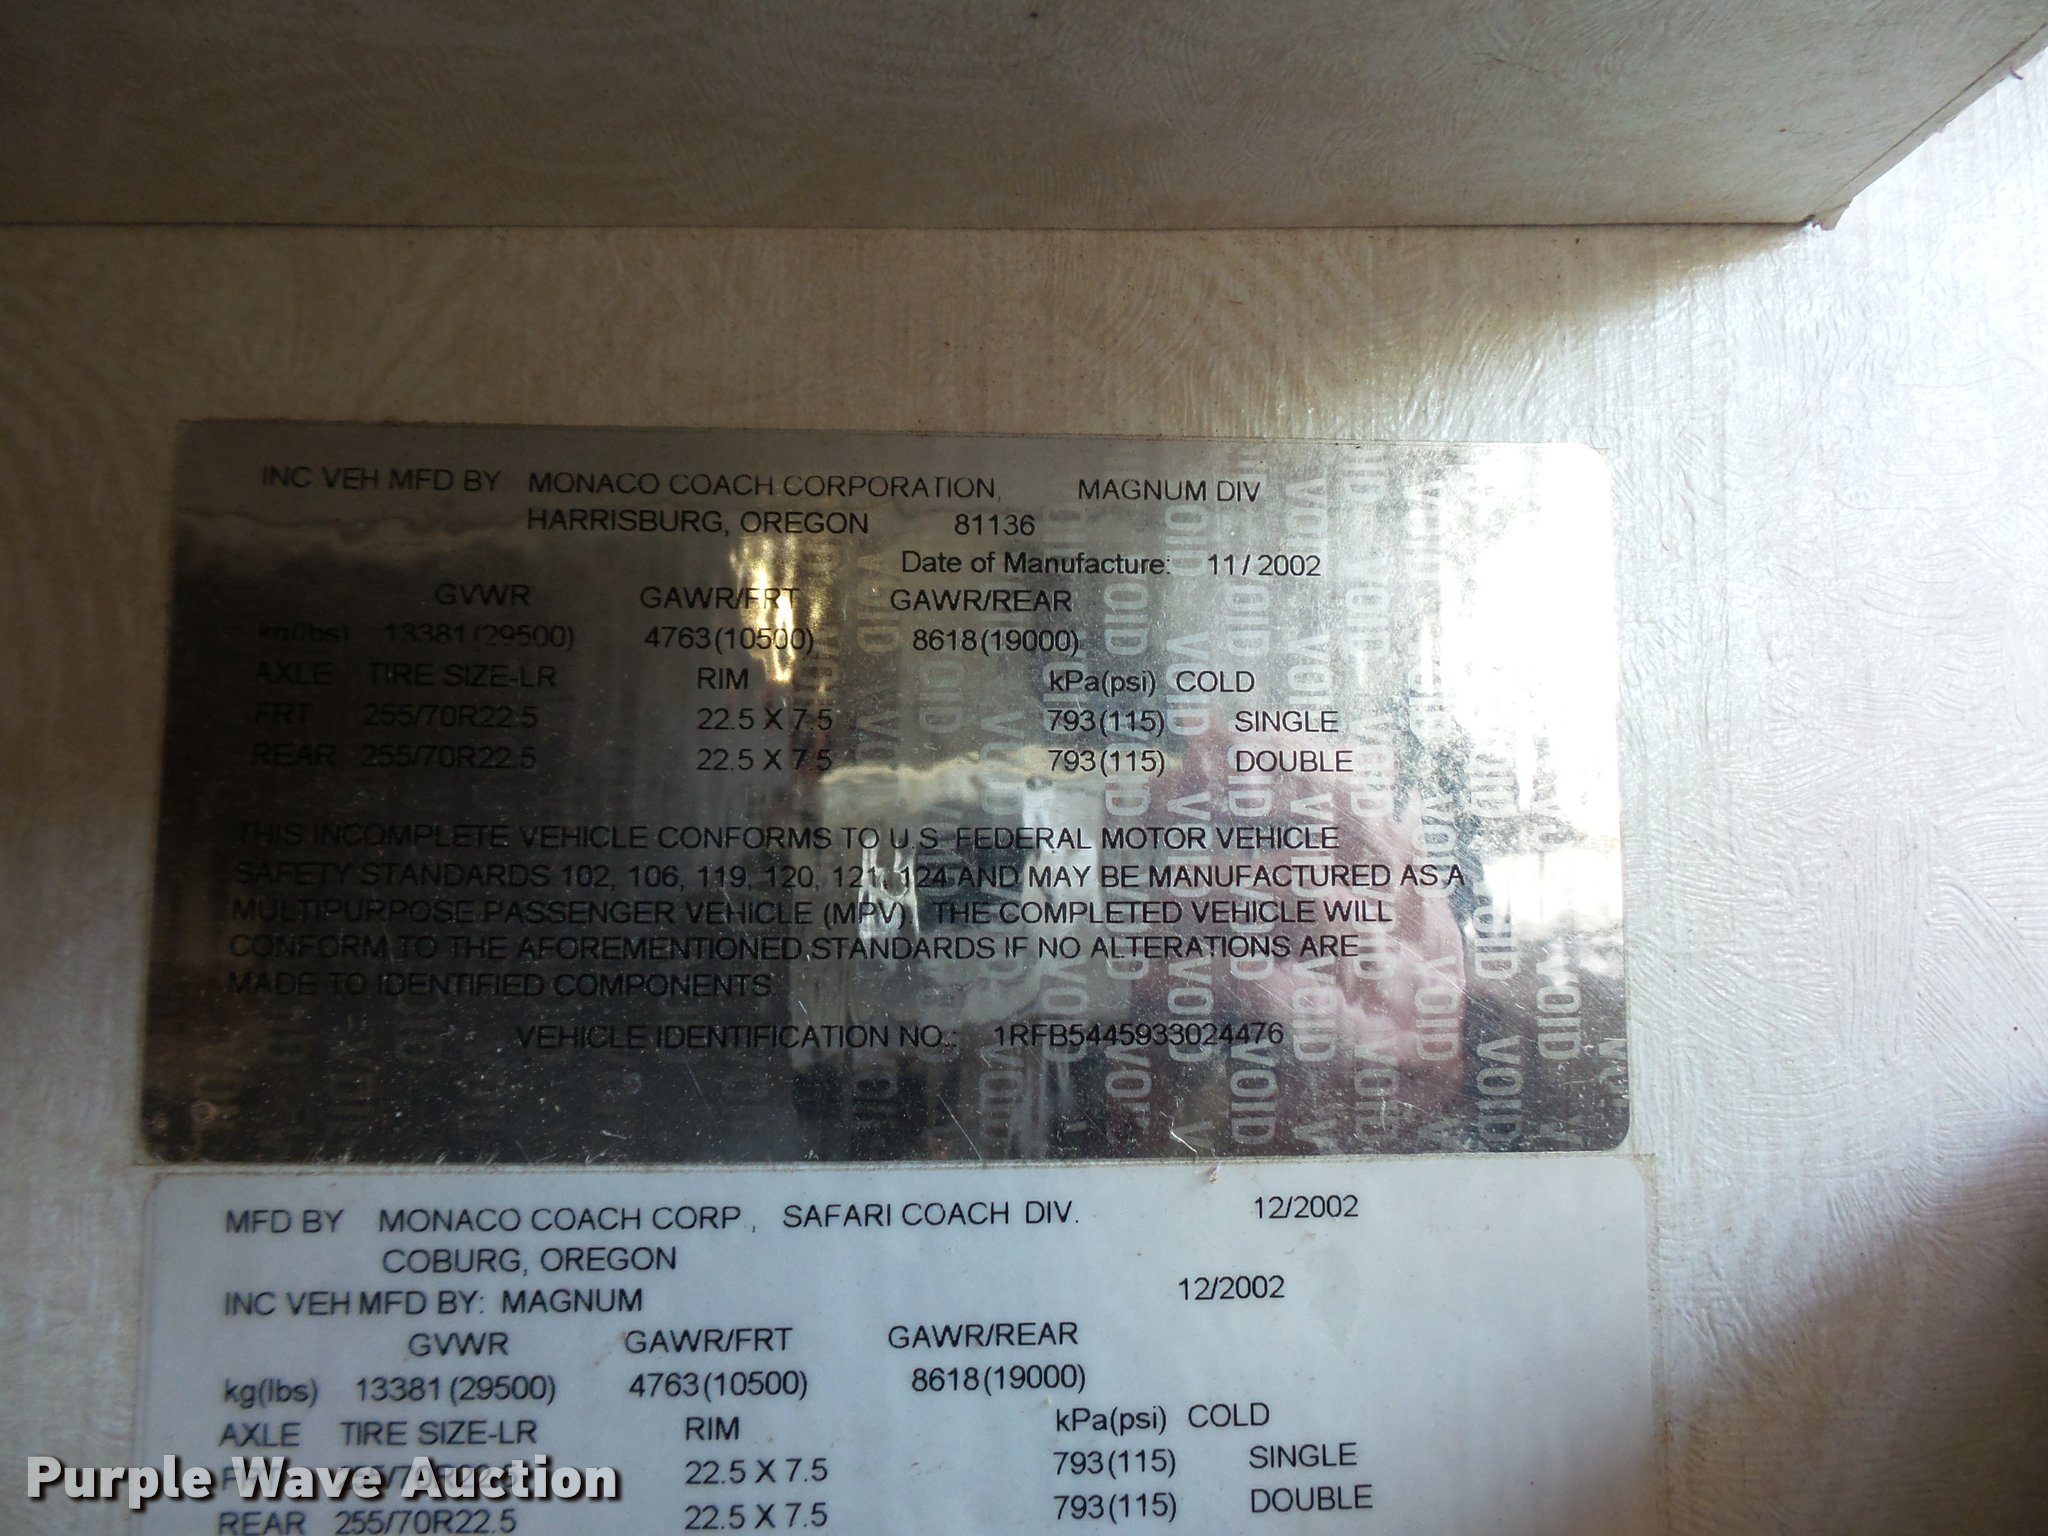 INC VEH MFD BY MONACO COACH CORPORATION, MAGNUM DIV
HARRISBURG, OREGON 81136
Date of Manufacture: 11/2002
GVWR GAWR/FRT GAWR/REAR
kg(lbs) 13381(29500) 4763(10500) 8618(19000)
AXLE TIRE SIZE-LR RIM kPa(psi) COLD
FRT 255/70R22.5 22.5 X 7.5 793(115) SINGLE
REAR 255/70R22.5 22.5 X 7.5 793(115) DOUBLE
THIS INCOMPLETE VEHICLE CONFORMS TO U.S. FEDERAL MOTOR VEHICLE
SAFETY STANDARDS 102, 106, 119, 120, 121, 124 AND MAY BE MANUFACTURED AS A
MULTIPURPOSE PASSENGER VEHICLE (MPV). THE COMPLETED VEHICLE WILL
CONFORM TO THE AFOREMENTIONED STANDARDS IF NO ALTERATIONS ARE
MADE TO IDENTIFIED COMPONENTS
VEHICLE IDENTIFICATION NO.: 1RFB5445933024476
MFD BY MONACO COACH CORP., SAFARI COACH DIV. 12/2002
COBURG, OREGON
INC VEH MFD BY: MAGNUM 12/2002
GVWR GAWR/FRT GAWR/REAR
kg(lbs) 13381(29500) 4763(10500) 8618(19000)
AXLE TIRE SIZE-LR RIM kPa(psi) COLD
FRT 255/70R22.5 22.5 X 7.5 793(115) SINGLE
REAR 255/70R22.5 22.5 X 7.5 793(115) DOUBLE
Purple Wave Auction